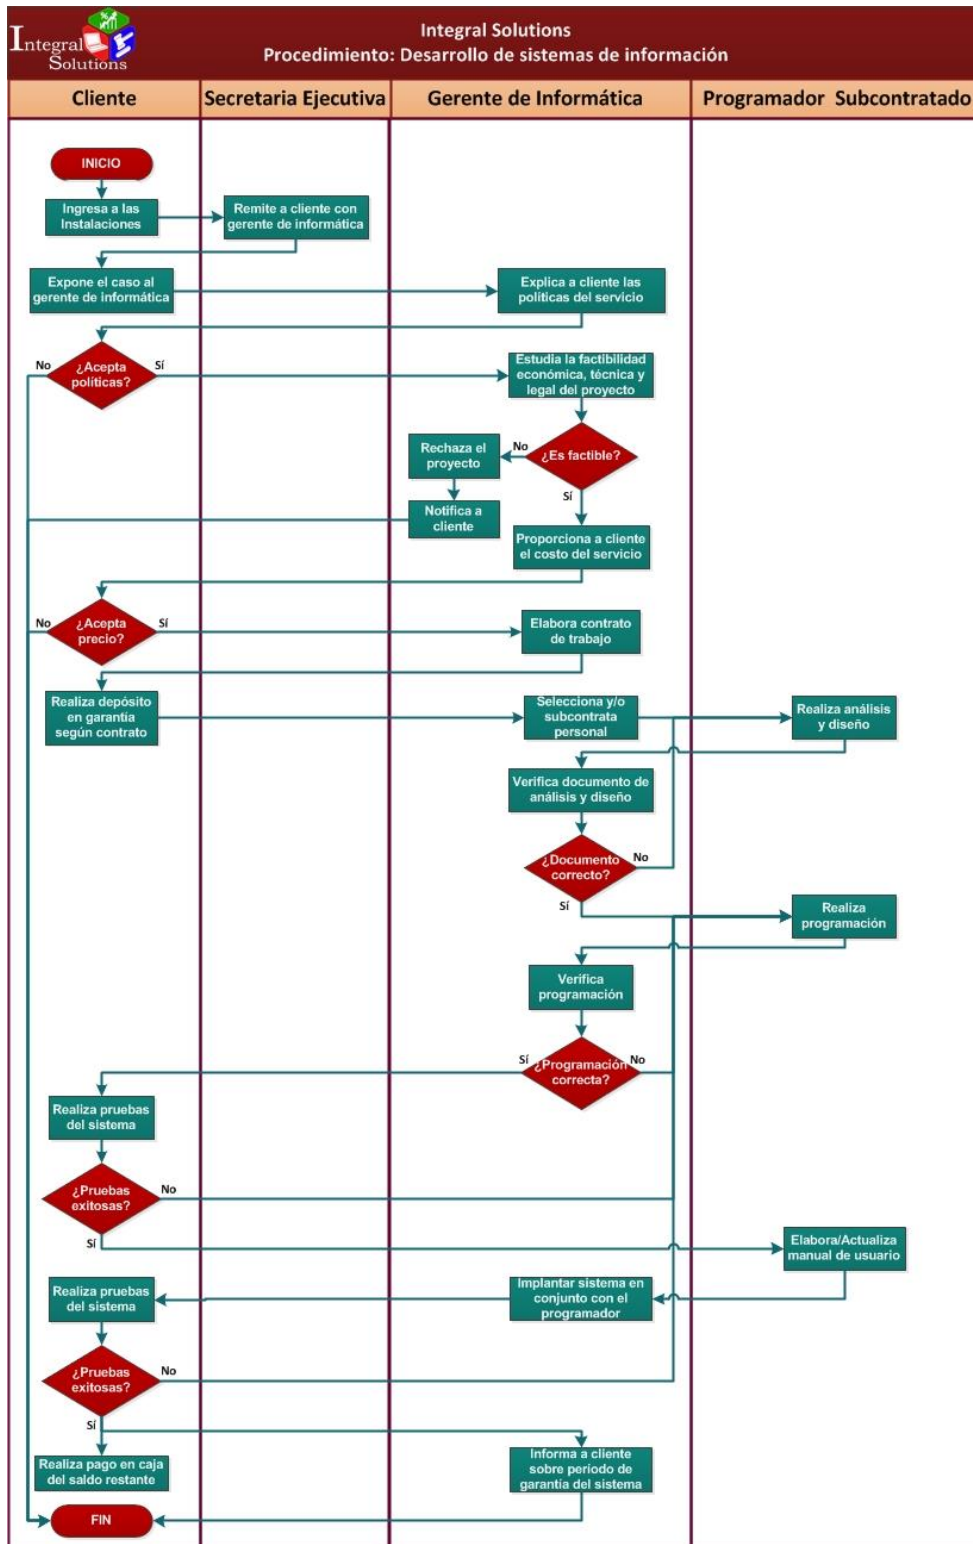 Integral
Solutions
Integral Solutions
Procedimiento: Desarrollo de sistemas de información
Cliente
Secretaria Ejecutiva
Gerente de Informática
Programador Subcontratado
INICIO
Ingresa a las
Instalaciones
Remite a cliente con
gerente de informática
Expone el caso al
gerente de informática
Explica a cliente las
políticas del servicio
No
¿Acepta
políticas?
Sí
Estudia la factibilidad
económica, técnica y
legal del proyecto
Rechaza el
proyecto
No
¿Es factible?
Sí
Notifica a
cliente
Proporciona a cliente
el costo del servicio
No
¿Acepta
precio?
Sí
Elabora contrato
de trabajo
Realiza depósito
en garantía
según contrato
Selecciona y/o
subcontrata
personal
Realiza análisis
y diseño
Verifica documento de
análisis y diseño
¿Documento
correcto?
No
Sí
Realiza
programación
Verifica
programación
Sí
¿Programación
correcta?
No
Realiza pruebas
del sistema
¿Pruebas
exitosas?
No
Sí
Elabora/Actualiza
manual de usuario
Implantar sistema en
conjunto con el
programador
Realiza pruebas
del sistema
¿Pruebas
exitosas?
No
Sí
Realiza pago en caja
del saldo restante
Informa a cliente
sobre período de
garantía del sistema
FIN